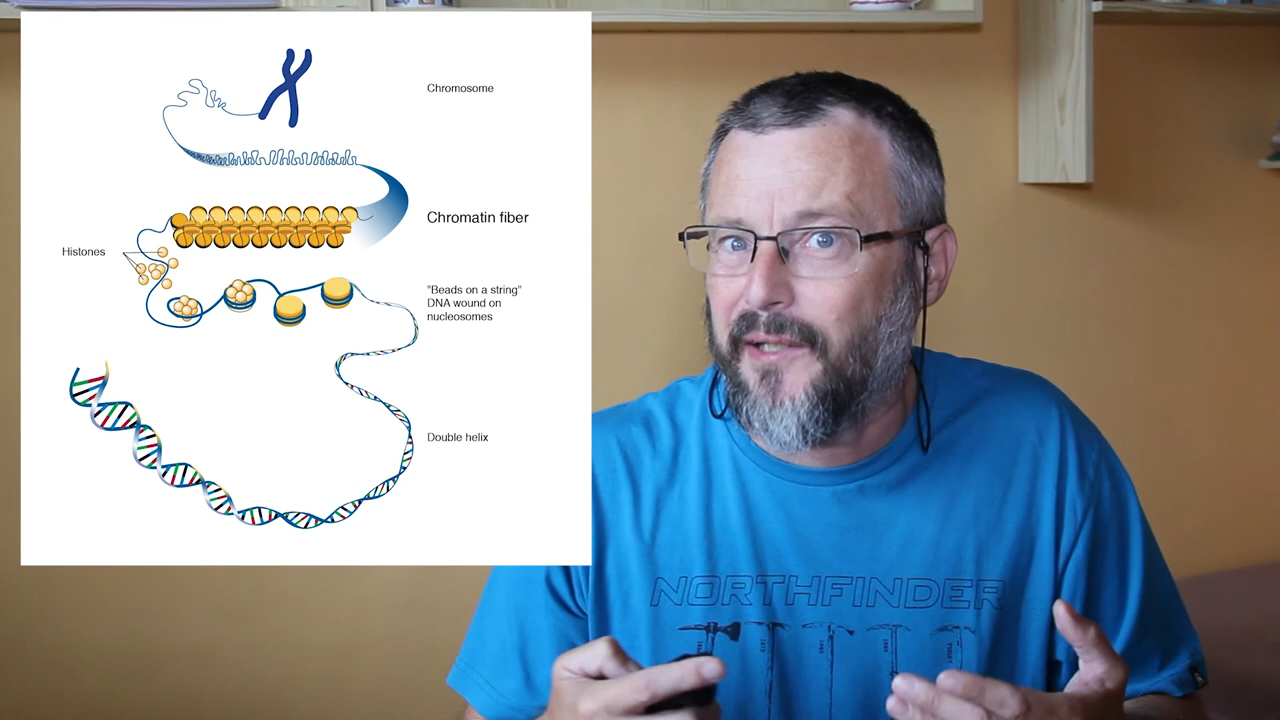 Chromosome
Chromatin fiber
Histones
"Beads on a string"
DNA wound on
nucleosomes
Double helix
NORTHFINDER